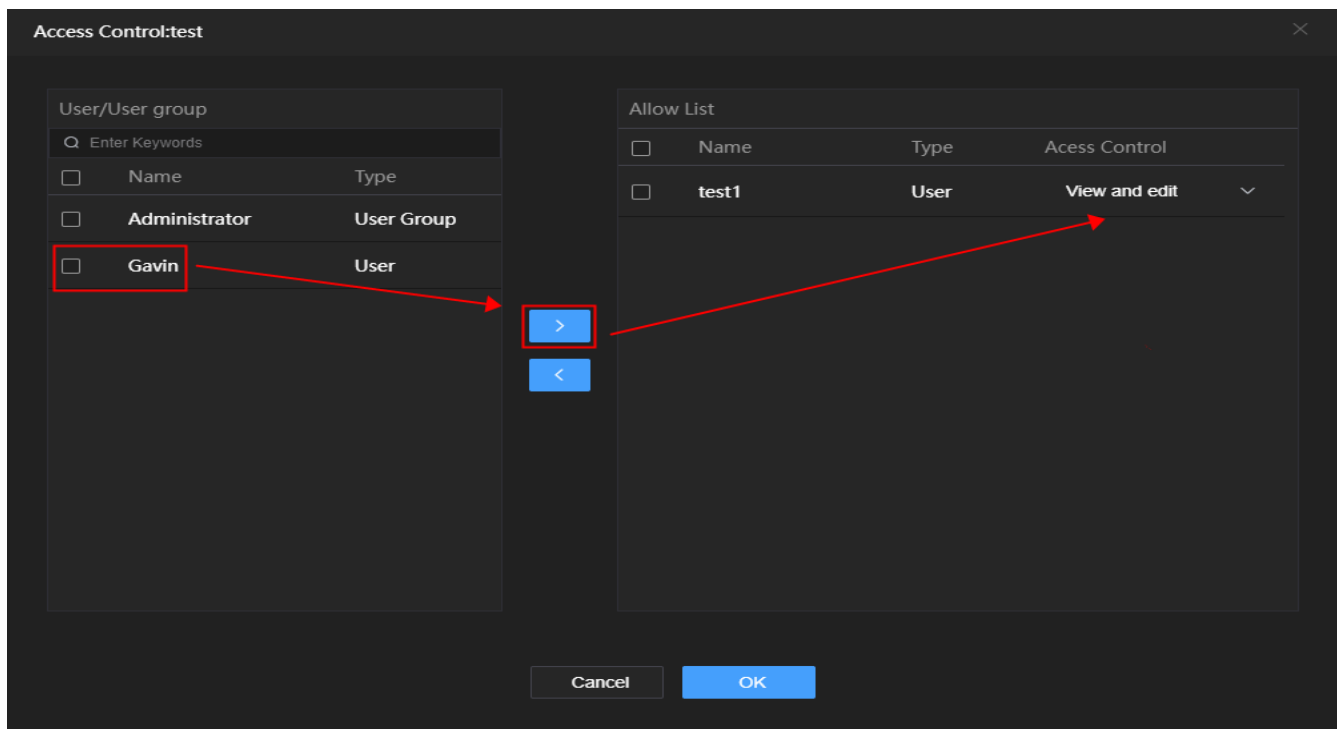 Access Control:test
User/User group
Enter Keywords
Name Type
Administrator User Group
Gavin User
>
<
Allow List
Name Type Acess Control
test1 User View and edit
Cancel OK